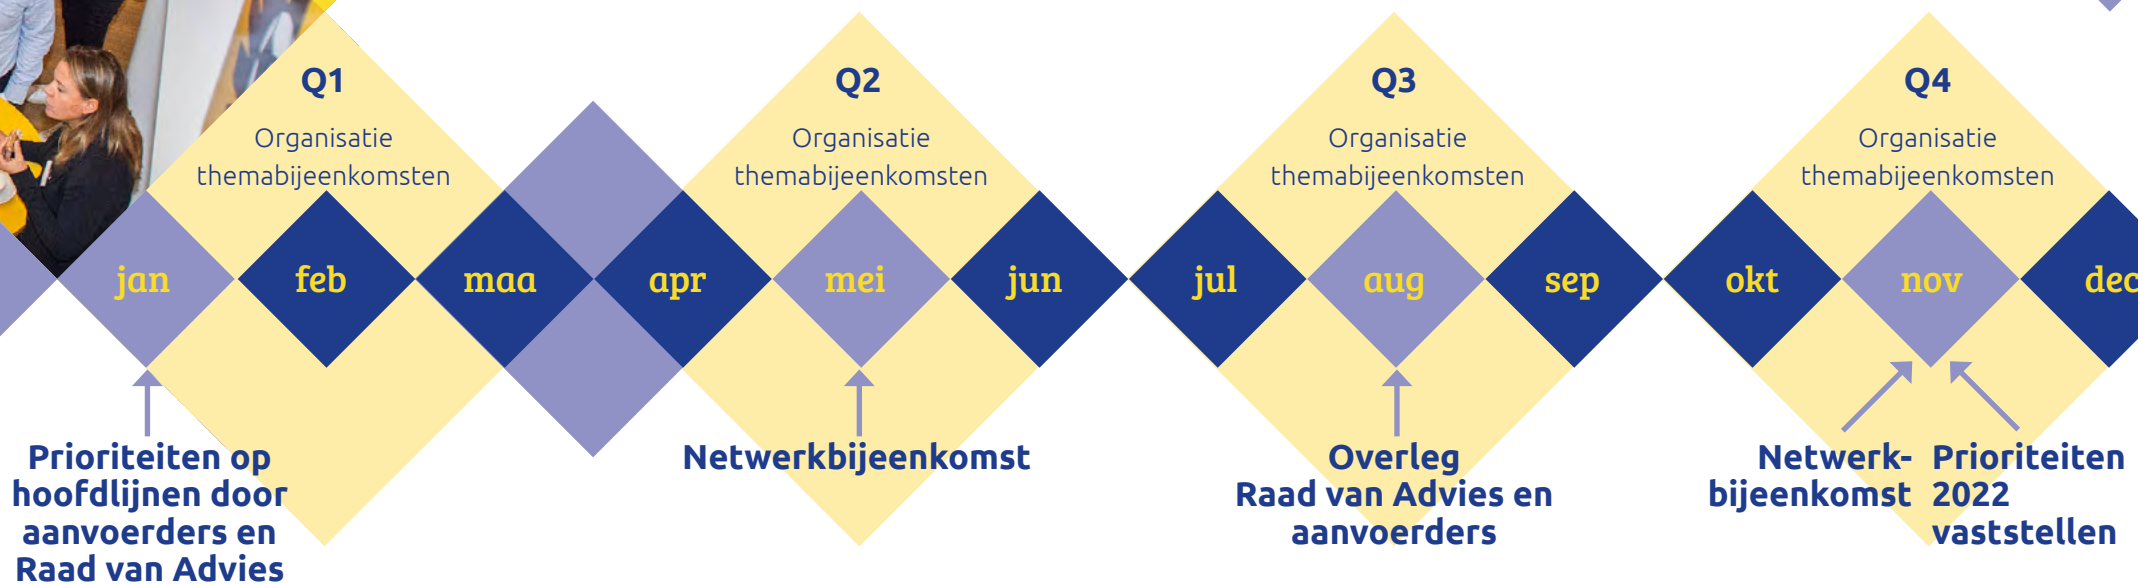 Q1
Organisatie
themabijeenkomsten
Q2
Organisatie
themabijeenkomsten
Q3
Organisatie
themabijeenkomsten
Q4
Organisatie
themabijeenkomsten
jan
feb
maa
apr
mei
jun
jul
aug
sep
okt
nov
dec
Prioriteiten op
hoofdlijnen door
aanvoerders en
Raad van Advies
Netwerkbijeenkomst
Overleg
Raad van Advies en
aanvoerders
Netwerk-
bijeenkomst
Prioriteiten
2022
vaststellen